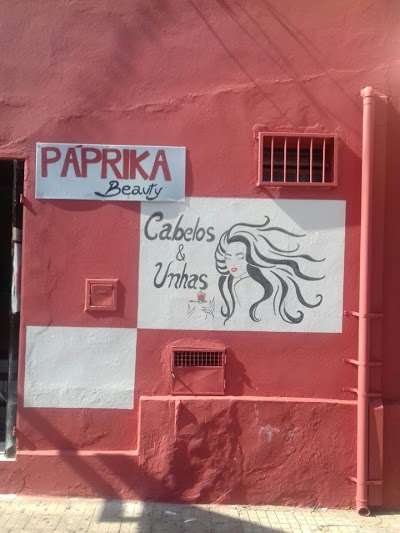 PÁPRIKA
Beauty
Cabelos
&
Unhas